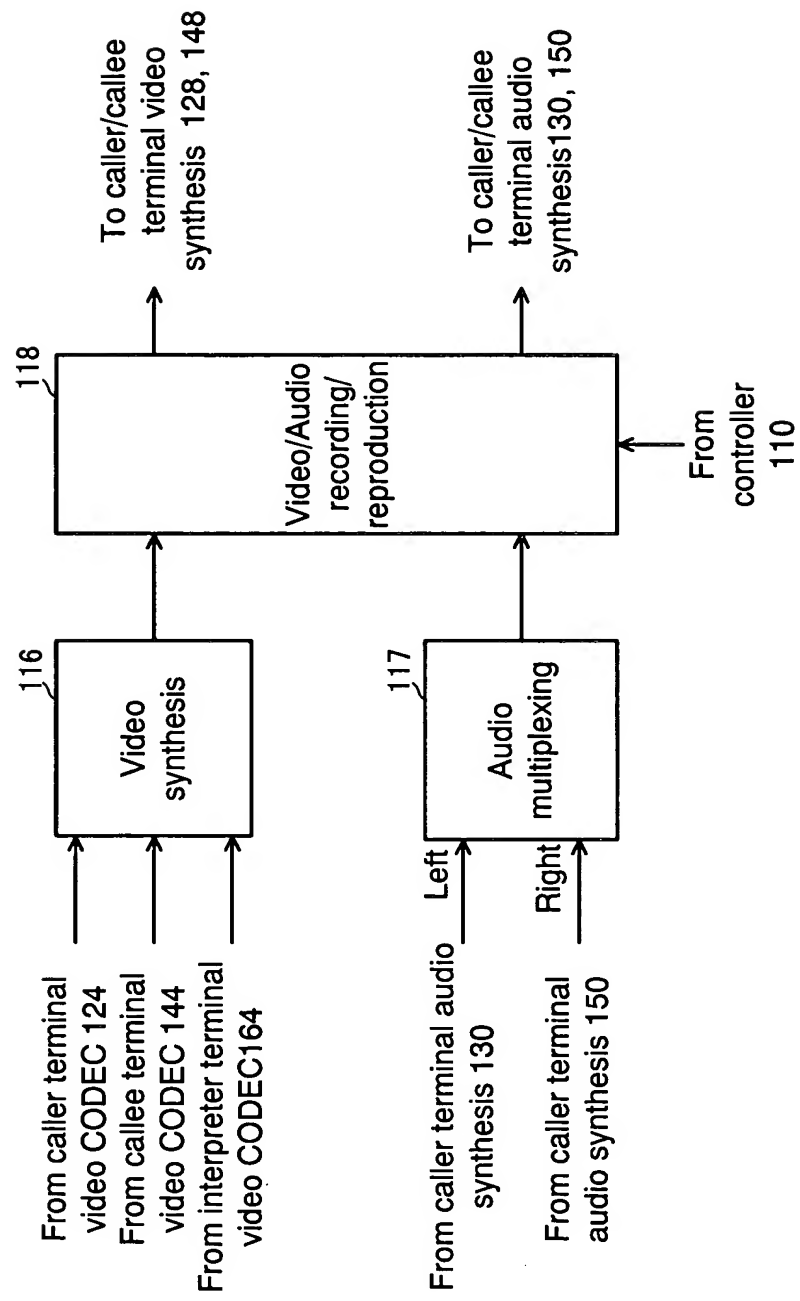 From caller terminal
video CODEC 124
From callee terminal
video CODEC 144
From interpreter terminal
video CODEC164
116
Video
synthesis
From caller terminal audio
synthesis 130
Left
From caller terminal
audio synthesis 150
Right
117
Audio
multiplexing
118
Video/Audio
recording/
reproduction
From
controller
110
To caller/callee
terminal video
synthesis 128, 148
To caller/callee
terminal audio
synthesis130, 150